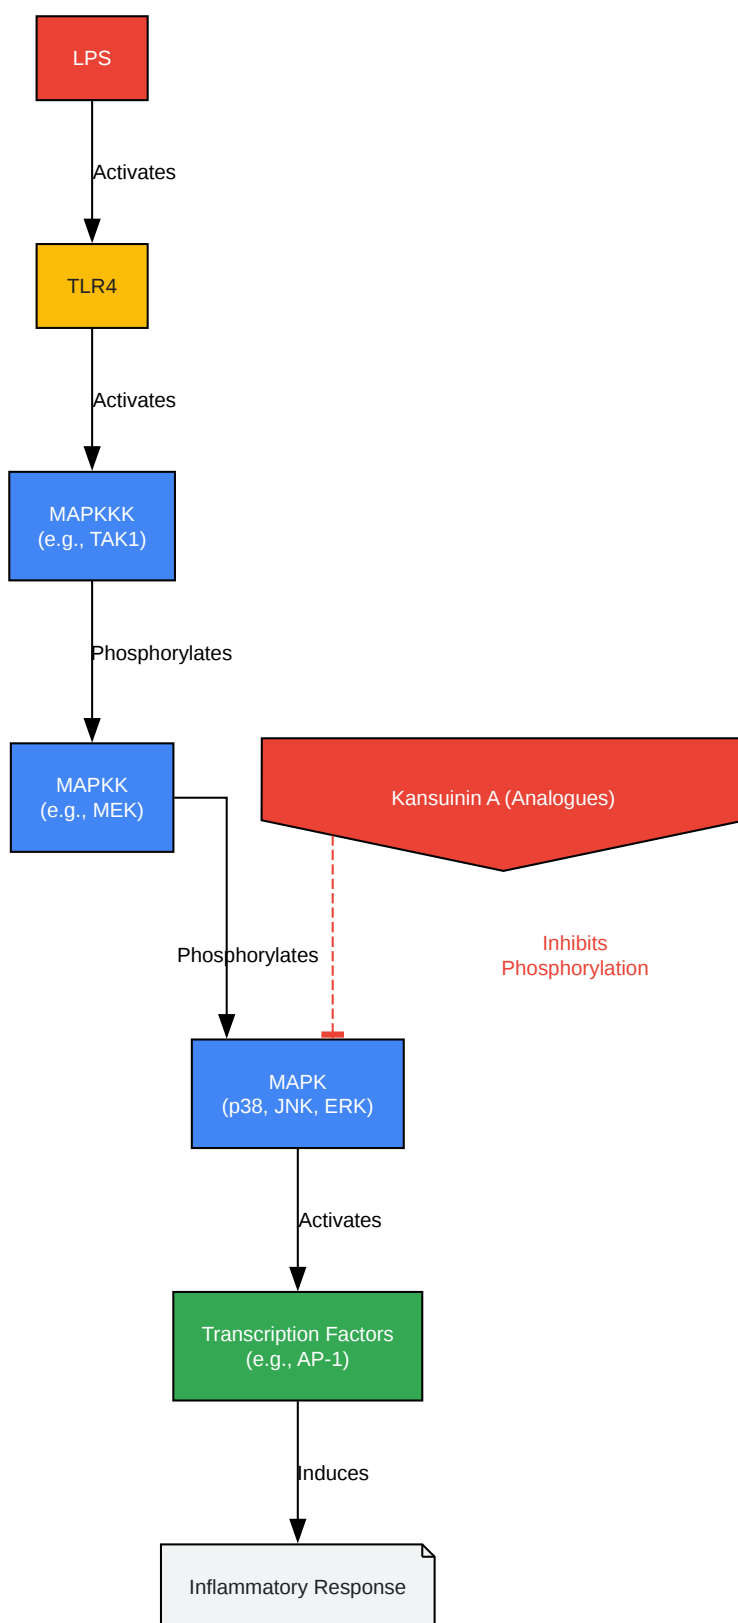 LPS
Activates
TLR4
Activates
MAPKKK
(e.g., TAK1)
Phosphorylates
MAPKK
(e.g., MEK)
Kansuinin A (Analogues)
Phosphorylates
Inhibits
Phosphorylation
MAPK
(p38, JNK, ERK)
Activates
Transcription Factors
(e.g., AP-1)
Induces
Inflammatory Response